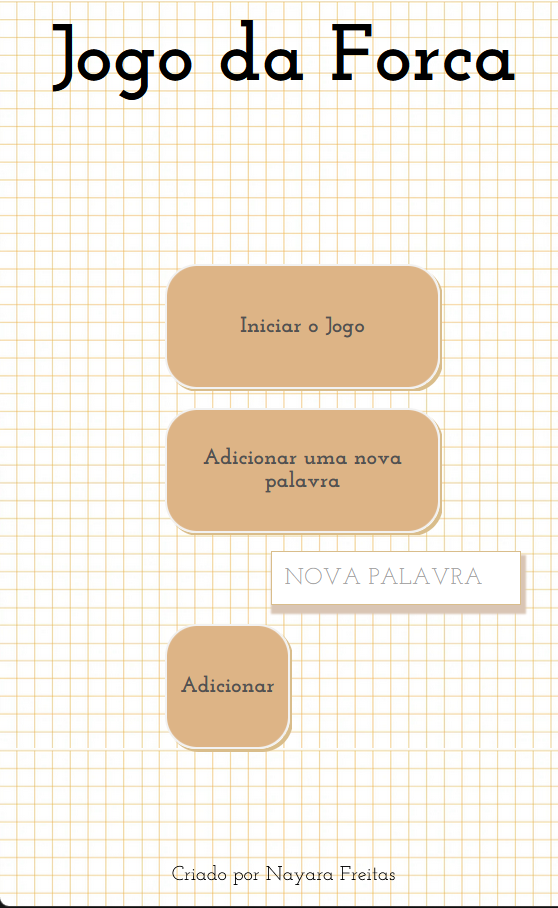 Jogo da Forca
Iniciar o Jogo
Adicionar uma nova
palavra
NOVA PALAVRA
Adicionar
Criado por Nayara Freitas